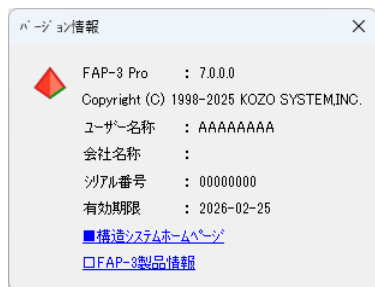 ﾊﾞｰｼﾞｮﾝ情報
FAP-3 Pro : 7.0.0.0
Copyright (C) 1998-2025 KOZO SYSTEM,INC.
ﾕｰｻﾞｰ名称 : AAAAAAAA
会社名称 :
ｼﾘｱﾙ番号 : 00000000
有効期限 : 2026-02-25
■構造ｼｽﾃﾑﾎｰﾑﾍﾟｰｼﾞ
□FAP-3製品情報